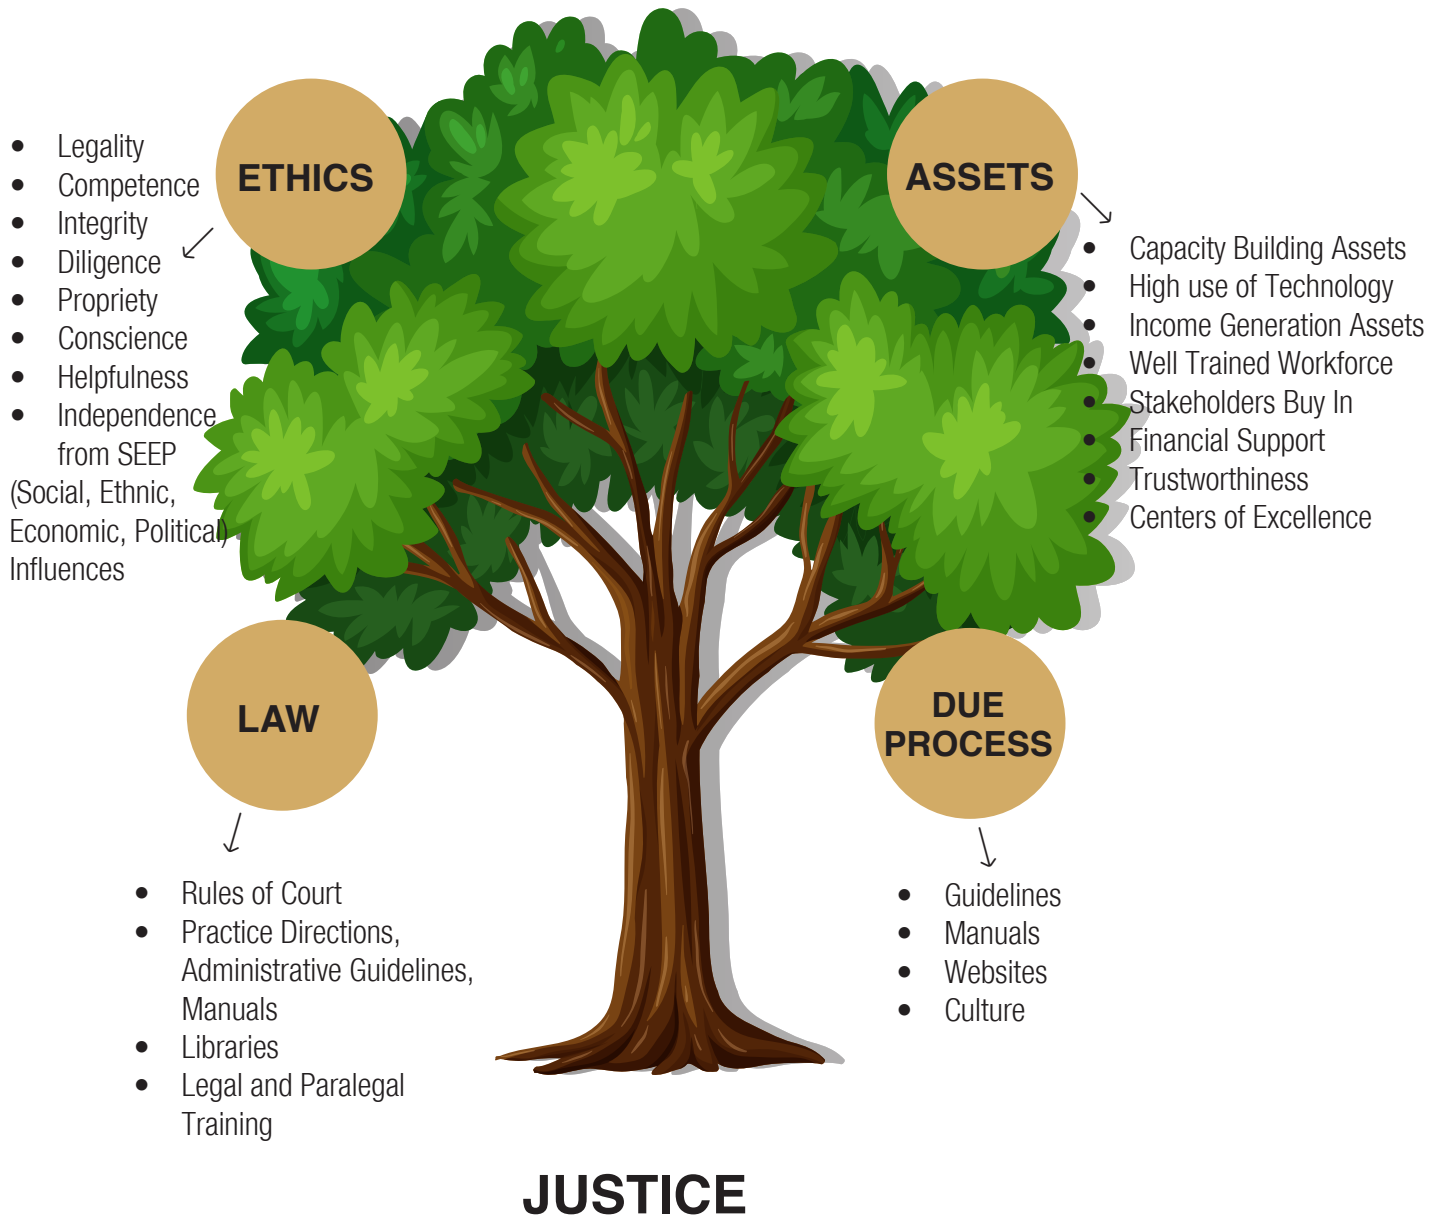 ETHICS
• Legality
• Competence
• Integrity
• Diligence
• Propriety
• Conscience
• Helpfulness
• Independence
from SEEP
(Social, Ethnic,
Economic, Political)
Influences
ASSETS
• Capacity Building Assets
• High use of Technology
• Income Generation Assets
• Well Trained Workforce
• Stakeholders Buy In
• Financial Support
• Trustworthiness
• Centers of Excellence
LAW
• Rules of Court
• Practice Directions,
Administrative Guidelines,
Manuals
• Libraries
• Legal and Paralegal
Training
DUE
PROCESS
• Guidelines
• Manuals
• Websites
• Culture
JUSTICE